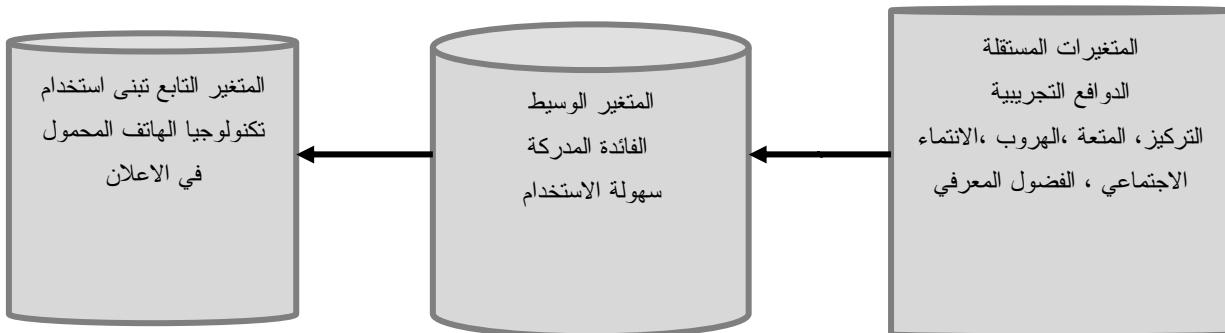 المتغيرات المستقلة
الدوافع التجريبية
التركيز، المتعة ،الهروب ،الانتماء
الاجتماعي ، الفضول المعرفي
المتغير الوسيط
الفائدة المدركة
سهولة الاستخدام
المتغير التابع تبنى استخدام
تكنولوجيا الهاتف المحمول
في الاعلان